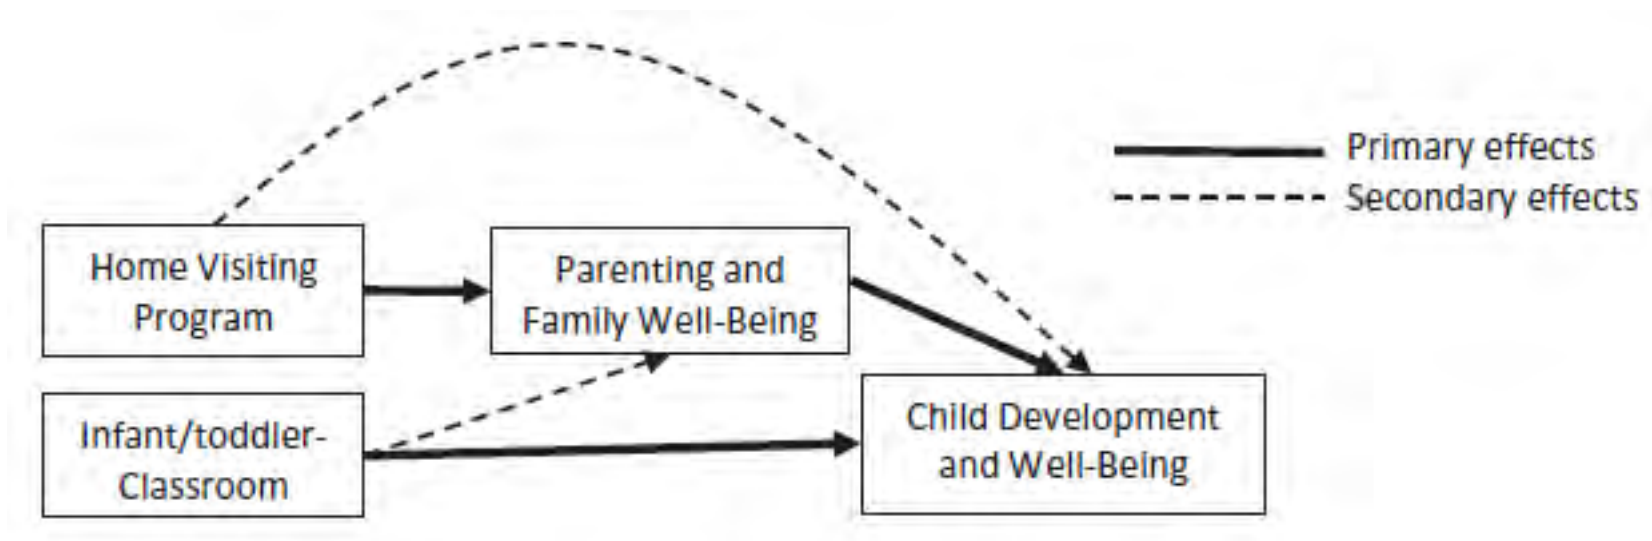 Primary effects
Secondary effects
Home Visiting
Program
Parenting and
Family Well-Being
Infant/toddler-
Classroom
Child Development
and Well-Being